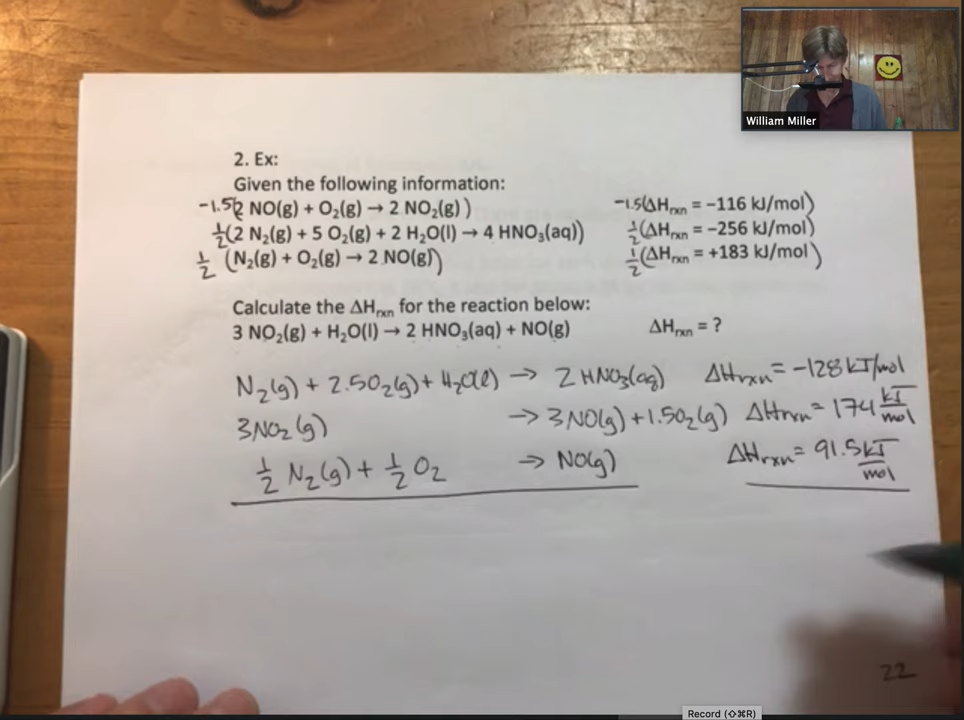 William Miller
2. Ex:
Given the following information:
-1.5(2 NO(g) + O₂(g) → 2 NO₂(g)) -1.5(ΔHrxn = −116 kJ/mol)
½(2 N₂(g) + 5 O₂(g) + 2 H₂O(l) → 4 HNO₃(aq)) ½(ΔHrxn = −256 kJ/mol)
½ (N₂(g) + O₂(g) → 2 NO(g)) ½(ΔHrxn = +183 kJ/mol)
Calculate the ΔHrxn for the reaction below:
3 NO₂(g) + H₂O(l) → 2 HNO₃(aq) + NO(g) ΔHrxn = ?
N₂(g) + 2.5O₂(g) + H₂O(l) → 2 HNO₃(aq) ΔHrxn = -128 kJ/mol
3NO₂(g) → 3NO(g) + 1.5O₂(g) ΔHrxn = 174 kJ/mol
½ N₂(g) + ½ O₂ → NO(g) ΔHrxn = 91.5 kJ/mol
22
Record (⇧⌘R)